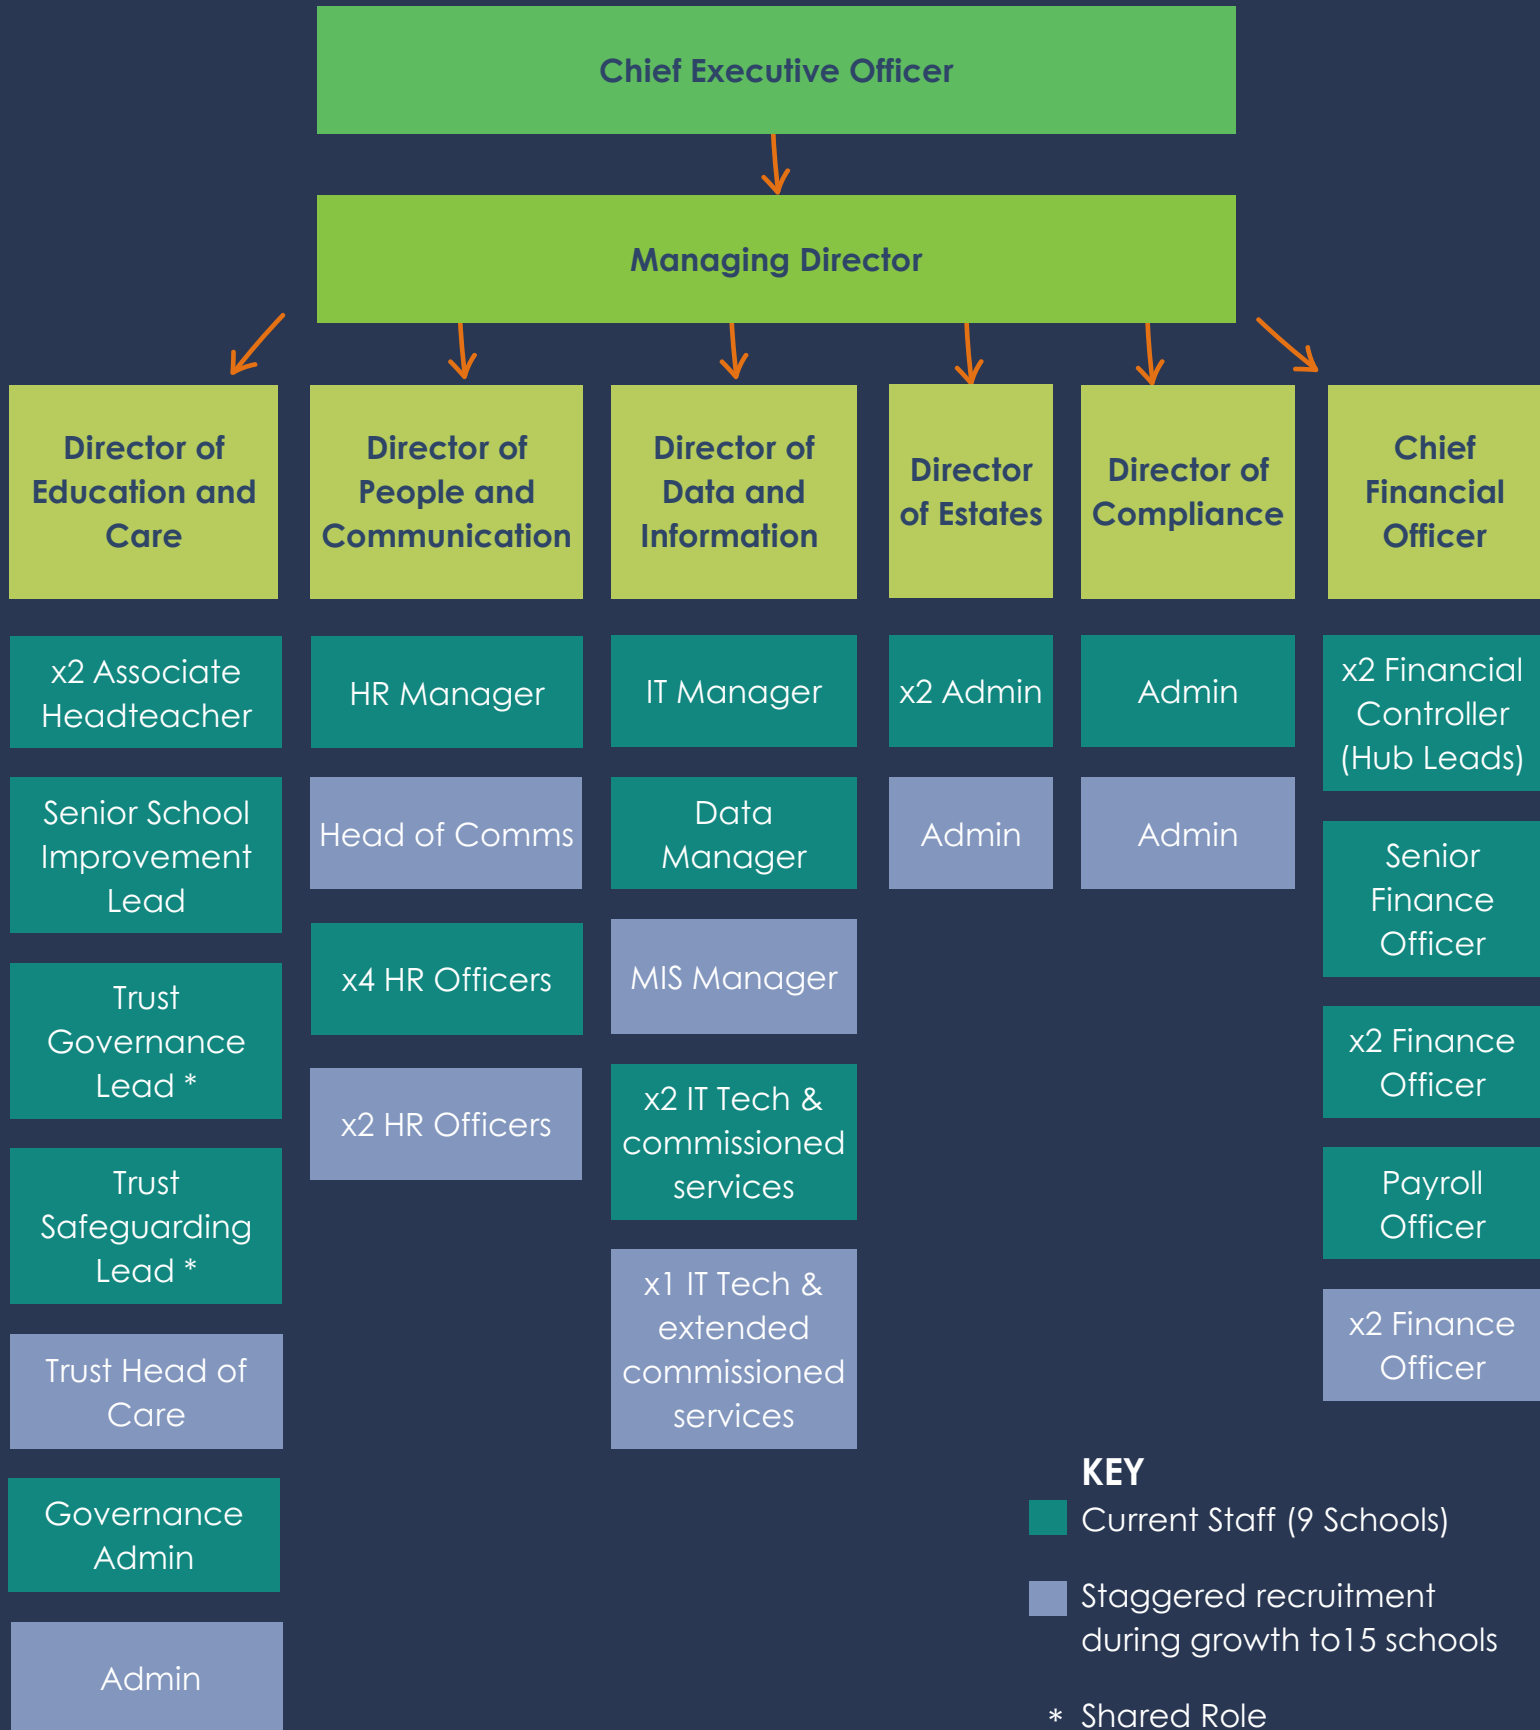 Chief Executive Officer
Managing Director
Director of
Education and
Care
Director of
People and
Communication
Director of
Data and
Information
Director
of Estates
Director of
Compliance
Chief
Financial
Officer
x2 Associate
Headteacher
Senior School
Improvement
Lead
Trust
Governance
Lead *
Trust
Safeguarding
Lead *
Trust Head of
Care
Governance
Admin
Admin
HR Manager
Head of Comms
x4 HR Officers
x2 HR Officers
IT Manager
Data
Manager
MIS Manager
x2 IT Tech &
commissioned
services
x1 IT Tech &
extended
commissioned
services
x2 Admin
Admin
Admin
Admin
x2 Financial
Controller
(Hub Leads)
Senior
Finance
Officer
x2 Finance
Officer
Payroll
Officer
x2 Finance
Officer
KEY
Current Staff (9 Schools)
Staggered recruitment
during growth to15 schools
* Shared Role